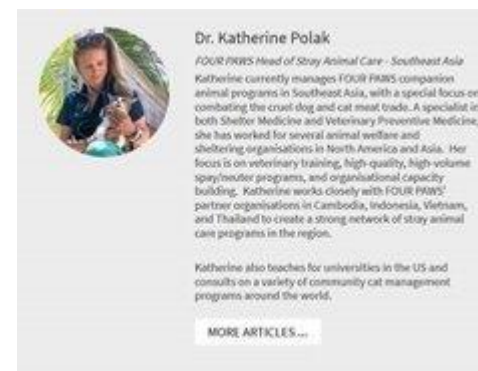 Dr. Katherine Polak
FOUR PAWS Head of Stray Animal Care - Southeast Asia
Katherine currently manages FOUR PAWS companion
animal programs in Southeast Asia, with a special focus on
combating the cruel dog and cat meat trade. A specialist in
both Shelter Medicine and Veterinary Preventive Medicine,
she has worked for several animal welfare and
sheltering organisations in North America and Asia. Her
focus is on veterinary training, high-quality, high-volume
spay/neuter programs, and organisational capacity
building. Katherine works closely with FOUR PAWS'
partner organisations in Cambodia, Indonesia, Vietnam,
and Thailand to create a strong network of stray animal
care programs in the region.
Katherine also teaches for universities in the US and
consults on a variety of community cat management
programs around the world.
MORE ARTICLES...